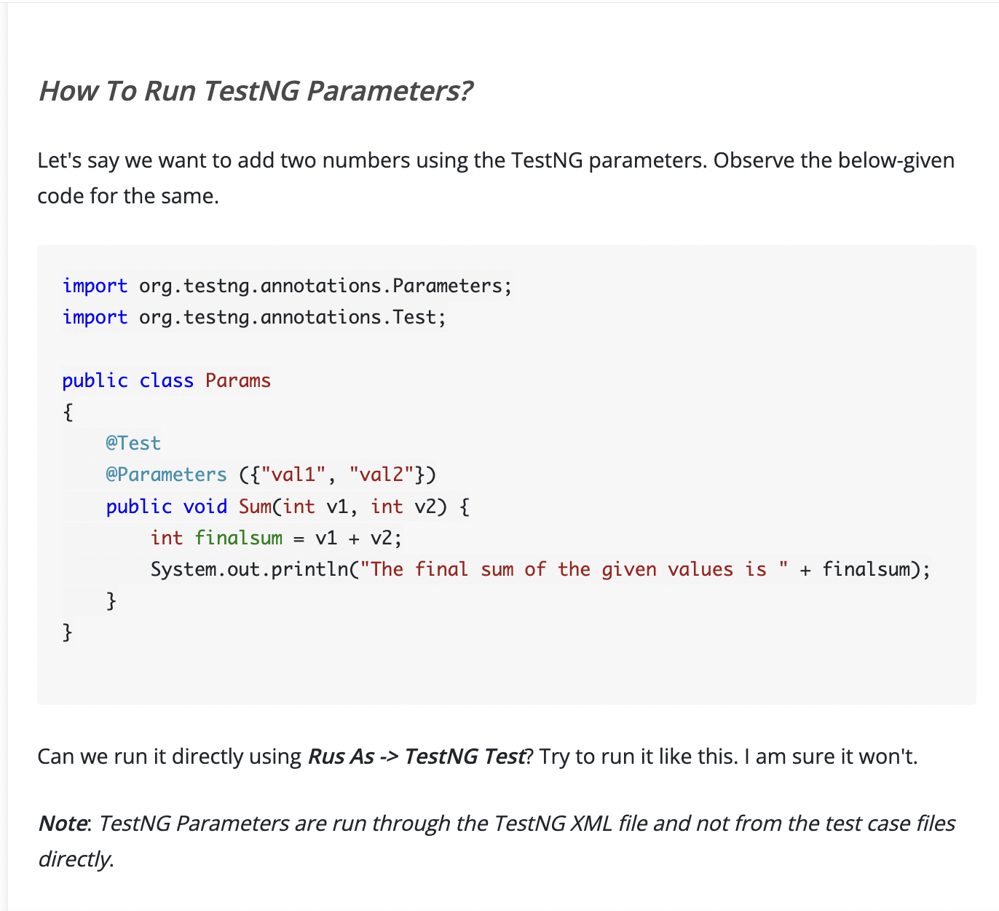 How To Run TestNG Parameters?
Let's say we want to add two numbers using the TestNG parameters. Observe the below-given
code for the same.
import org.testng.annotations.Parameters;
import org.testng.annotations.Test;
public class Params
{
    @Test
    @Parameters ({"val1", "val2"})
    public void Sum(int v1, int v2) {
        int finalsum = v1 + v2;
        System.out.println("The final sum of the given values is " + finalsum);
    }
}
Can we run it directly using Rus As -> TestNG Test? Try to run it like this. I am sure it won't.
Note: TestNG Parameters are run through the TestNG XML file and not from the test case files
directly.